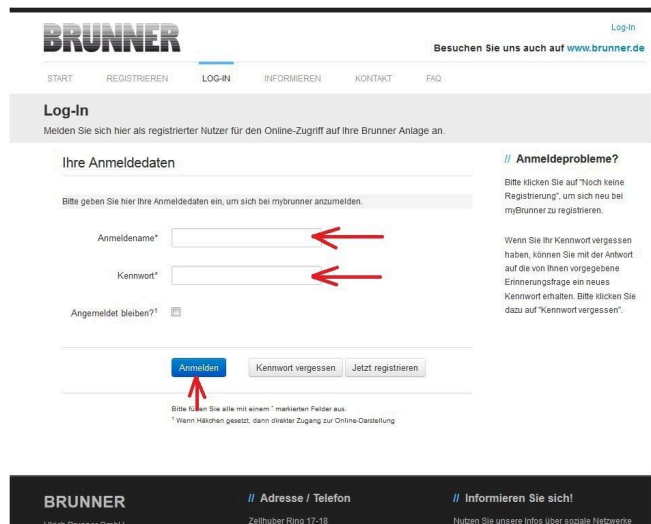 Log-In
BRUNNER
Besuchen Sie uns auch auf www.brunner.de
START REGISTRIEREN LOG-IN INFORMIEREN KONTAKT FAQ
Log-In
Melden Sie sich hier als registrierter Nutzer für den Online-Zugriff auf Ihre Brunner Anlage an.
Ihre Anmeldedaten
Bitte geben Sie hier Ihre Anmeldedaten ein, um sich bei mybrunner anzumelden.
Anmeldename*
Kennwort*
Angemeldet bleiben?¹
Anmelden Kennwort vergessen Jetzt registrieren
Bitte füllen Sie alle mit einem * markierten Felder aus.
¹ Wenn Häkchen gesetzt, dann direkter Zugang zur Online-Darstellung
// Anmeldeprobleme?
Bitte klicken Sie auf "Noch keine
Registrierung", um sich neu bei
myBrunner zu registrieren.
Wenn Sie Ihr Kennwort vergessen
haben, können Sie mit der Antwort
auf die von Ihnen vorgegebene
Erinnerungsfrage ein neues
Kennwort erhalten. Bitte klicken Sie
dazu auf "Kennwort vergessen".
BRUNNER
Ulrich Brunner GmbH
// Adresse / Telefon
Zellhuber Ring 17-18
// Informieren Sie sich!
Nutzen Sie unsere Infos über soziale Netzwerke